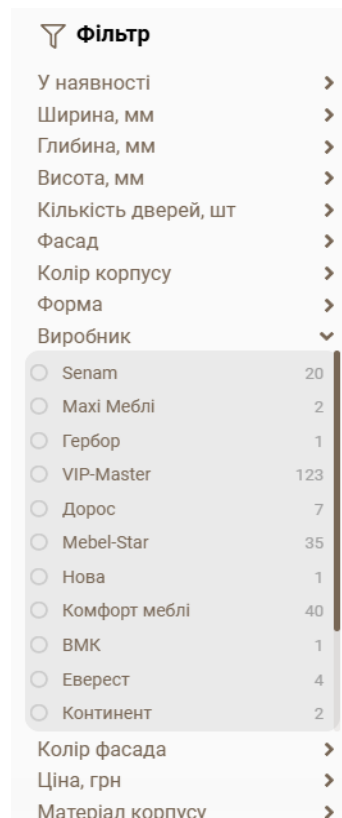 Фільтр
У наявності
Ширина, мм
Глибина, мм
Висота, мм
Кількість дверей, шт
Фасад
Колір корпусу
Форма
Виробник
Senam 20
Махі Меблі 2
Гербор 1
VIP-Master 123
Дорос 7
Mebel-Star 35
Нова 1
Комфорт меблі 40
ВМК 1
Еверест 4
Континент 2
Колір фасада
Ціна, грн
Матеріал корпусу